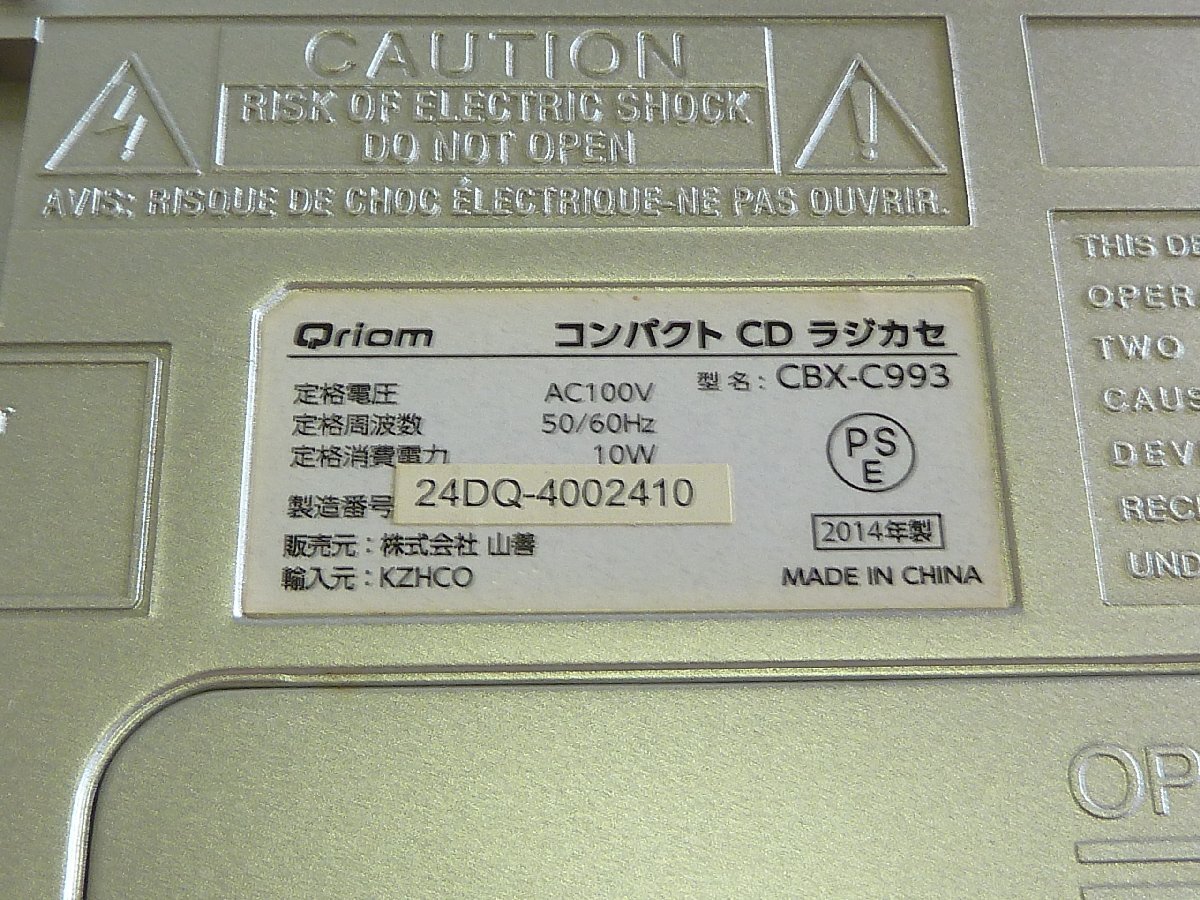 CAUTION
RISK OF ELECTRIC SHOCK
DO NOT OPEN
AVIS: RISQUE DE CHOC ÉLECTRIQUE-NE PAS OUVRIR.
Qriom コンパクト CD ラジカセ
定格電圧 AC100V 型名: CBX-C993
定格周波数 50/60Hz
定格消費電力 10W
PS
E
製造番号 24DQ-4002410
2014年製
販売元:株式会社 山善
輸入元:KZHCO MADE IN CHINA
THIS DE
OPER
TWO
CAUS
DEV
REC
UND
OP